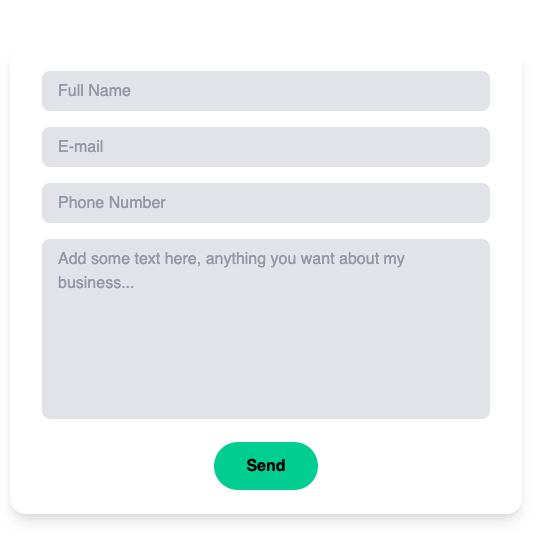 Full Name
E-mail
Phone Number
Add some text here, anything you want about my
business...
Send